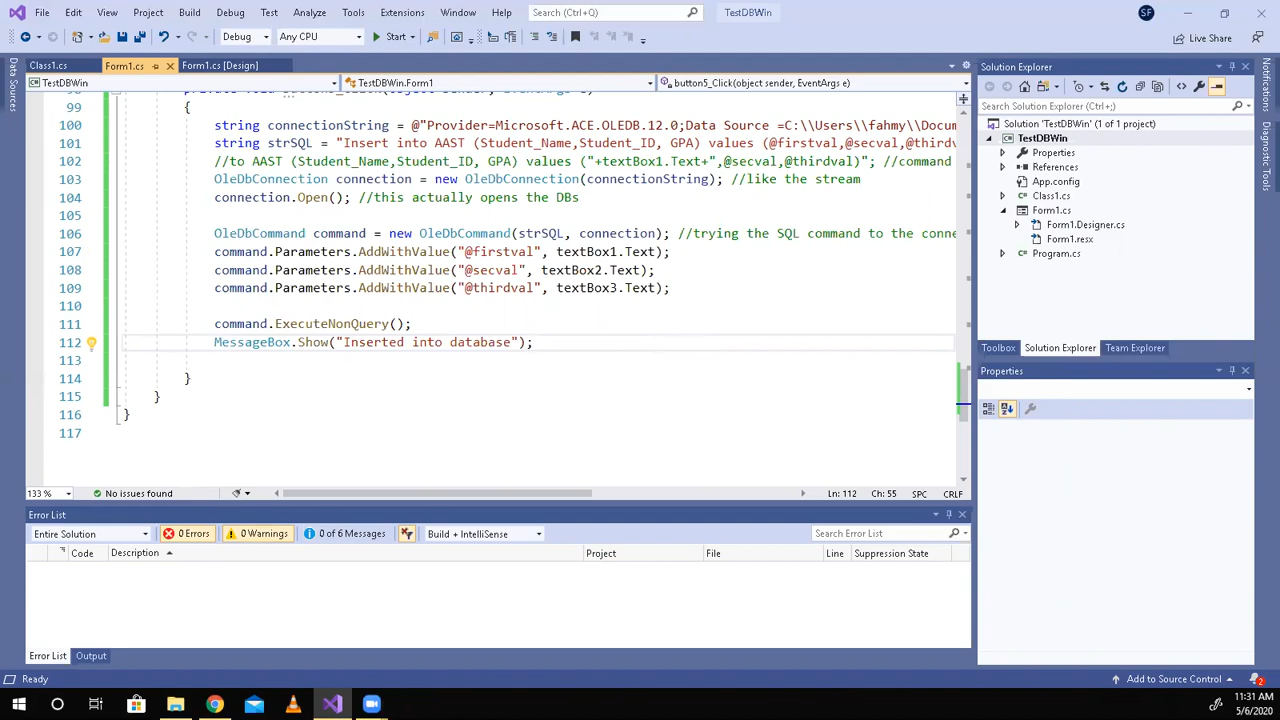 File Edit View Project Build Debug Test Analyze Tools Extensions Window Help Search (Ctrl+Q) TestDBWin SF
Debug Any CPU Start Live Share
Class1.cs Form1.cs Form1.cs [Design]
TestDBWin TestDBWin.Form1 button5_Click(object sender, EventArgs e)
Data Sources
99 {
100 string connectionString = @"Provider=Microsoft.ACE.OLEDB.12.0;Data Source =C:\\Users\\fahmy\\Docum
101 string strSQL = "Insert into AAST (Student_Name,Student_ID, GPA) values (@firstval,@secval,@thirdv
102 //to AAST (Student_Name,Student_ID, GPA) values ("+textBox1.Text+",@secval,@thirdval)"; //command
103 OleDbConnection connection = new OleDbConnection(connectionString); //like the stream
104 connection.Open(); //this actually opens the DBs
105
106 OleDbCommand command = new OleDbCommand(strSQL, connection); //trying the SQL command to the conne
107 command.Parameters.AddWithValue("@firstval", textBox1.Text);
108 command.Parameters.AddWithValue("@secval", textBox2.Text);
109 command.Parameters.AddWithValue("@thirdval", textBox3.Text);
110
111 command.ExecuteNonQuery();
112 MessageBox.Show("Inserted into database");
113
114 }
115 }
116 }
117
133 % No issues found Ln: 112 Ch: 55 SPC CRLF
Error List
Entire Solution 0 Errors 0 Warnings 0 of 6 Messages Build + IntelliSense Search Error List
Code Description Project File Line Suppression State
Error List Output
Solution Explorer
Search Solution Explorer (Ctrl+;)
Solution 'TestDBWin' (1 of 1 project)
TestDBWin
Properties
References
App.config
Class1.cs
Form1.cs
Form1.Designer.cs
Form1.resx
Program.cs
Toolbox Solution Explorer Team Explorer
Properties
Notifications
Diagnostic Tools
Ready Add to Source Control 2
11:31 AM
5/6/2020